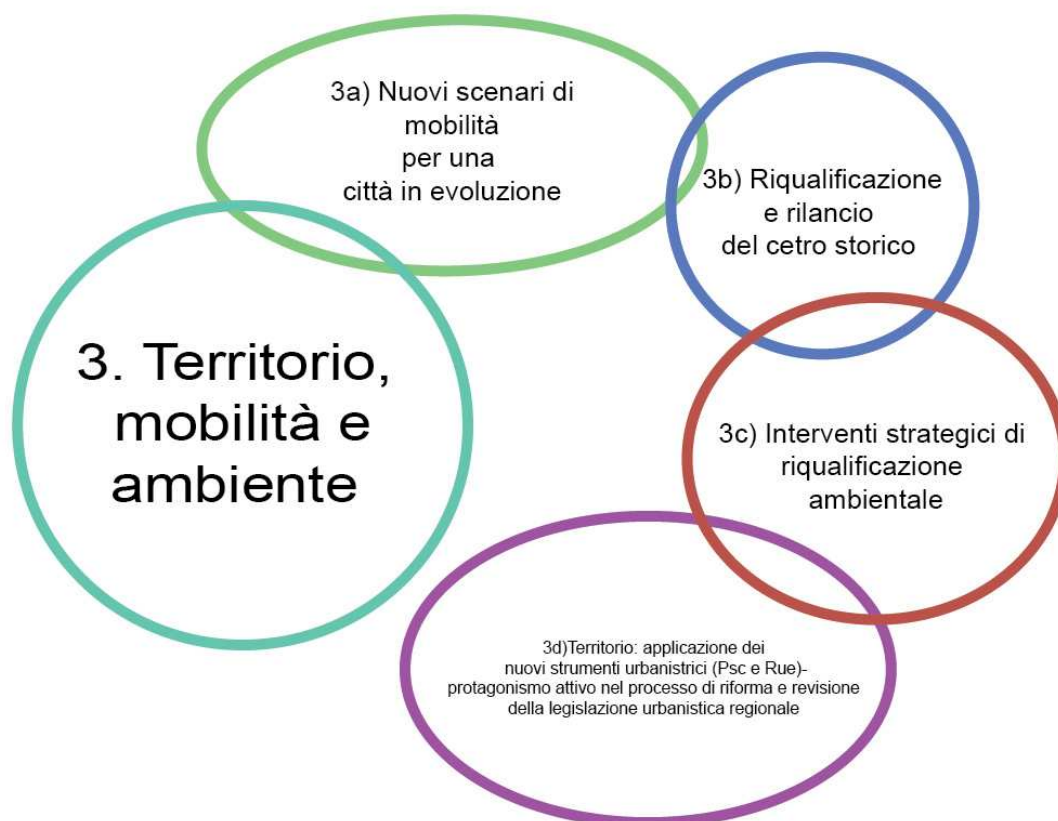 3a) Nuovi scenari di
mobilità
per una
città in evoluzione
3b) Riqualificazione
e rilancio
del cetro storico
3. Territorio,
mobilità e
ambiente
3c) Interventi strategici di
riqualificazione
ambientale
3d)Territorio: applicazione dei
nuovi strumenti urbanistrici (Psc e Rue)-
protagonismo attivo nel processo di riforma e revisione
della legislazione urbanistica regionale